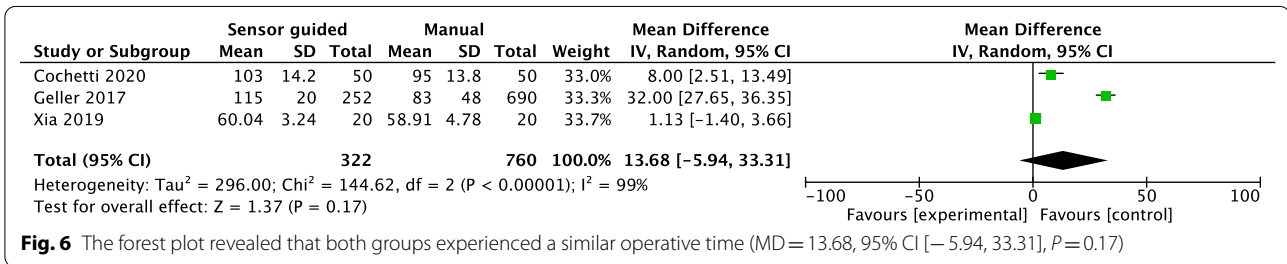 Sensor guided Manual Mean Difference Mean Difference
Study or Subgroup Mean SD Total Mean SD Total Weight IV, Random, 95% CI IV, Random, 95% CI
Cochetti 2020 103 14.2 50 95 13.8 50 33.0% 8.00 [2.51, 13.49]
Geller 2017 115 20 252 83 48 690 33.3% 32.00 [27.65, 36.35]
Xia 2019 60.04 3.24 20 58.91 4.78 20 33.7% 1.13 [−1.40, 3.66]
Total (95% CI) 322 760 100.0% 13.68 [−5.94, 33.31]
Heterogeneity: Tau² = 296.00; Chi² = 144.62, df = 2 (P < 0.00001); I² = 99%
Test for overall effect: Z = 1.37 (P = 0.17)
−100 −50 0 50 100
Favours [experimental] Favours [control]
Fig. 6 The forest plot revealed that both groups experienced a similar operative time (MD = 13.68, 95% CI [− 5.94, 33.31], P = 0.17)